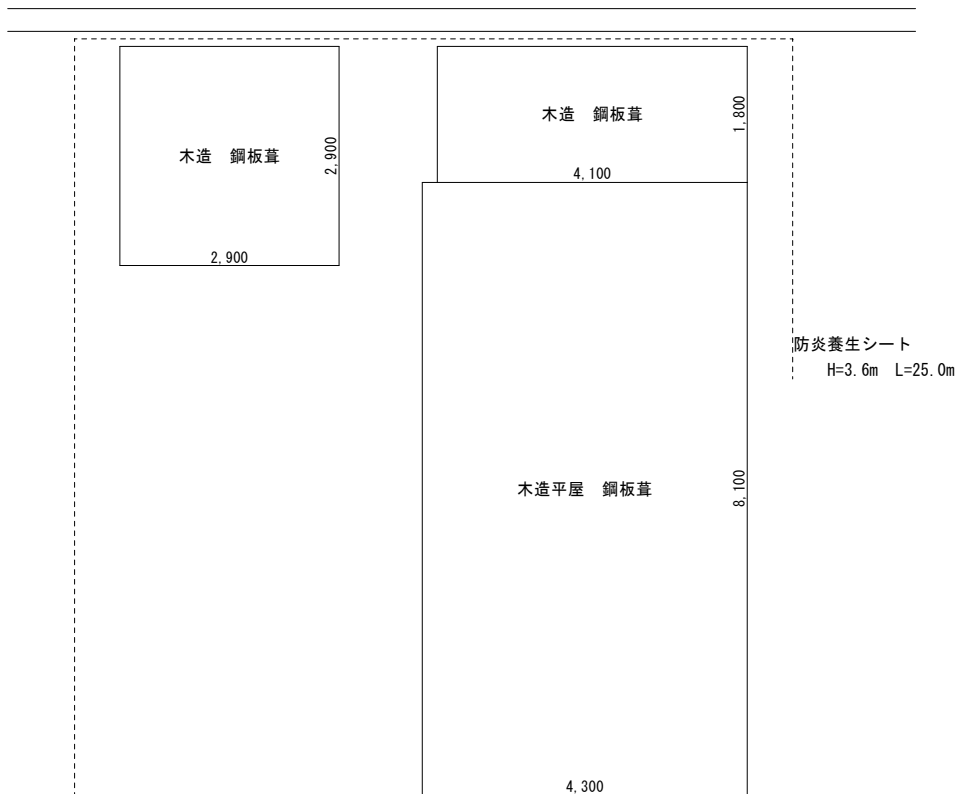 木造　鋼板葺
1,800
木造　鋼板葺
2,900
4,100
2,900
防炎養生シート
H=3.6m　L=25.0m
木造平屋　鋼板葺
8,100
4,300